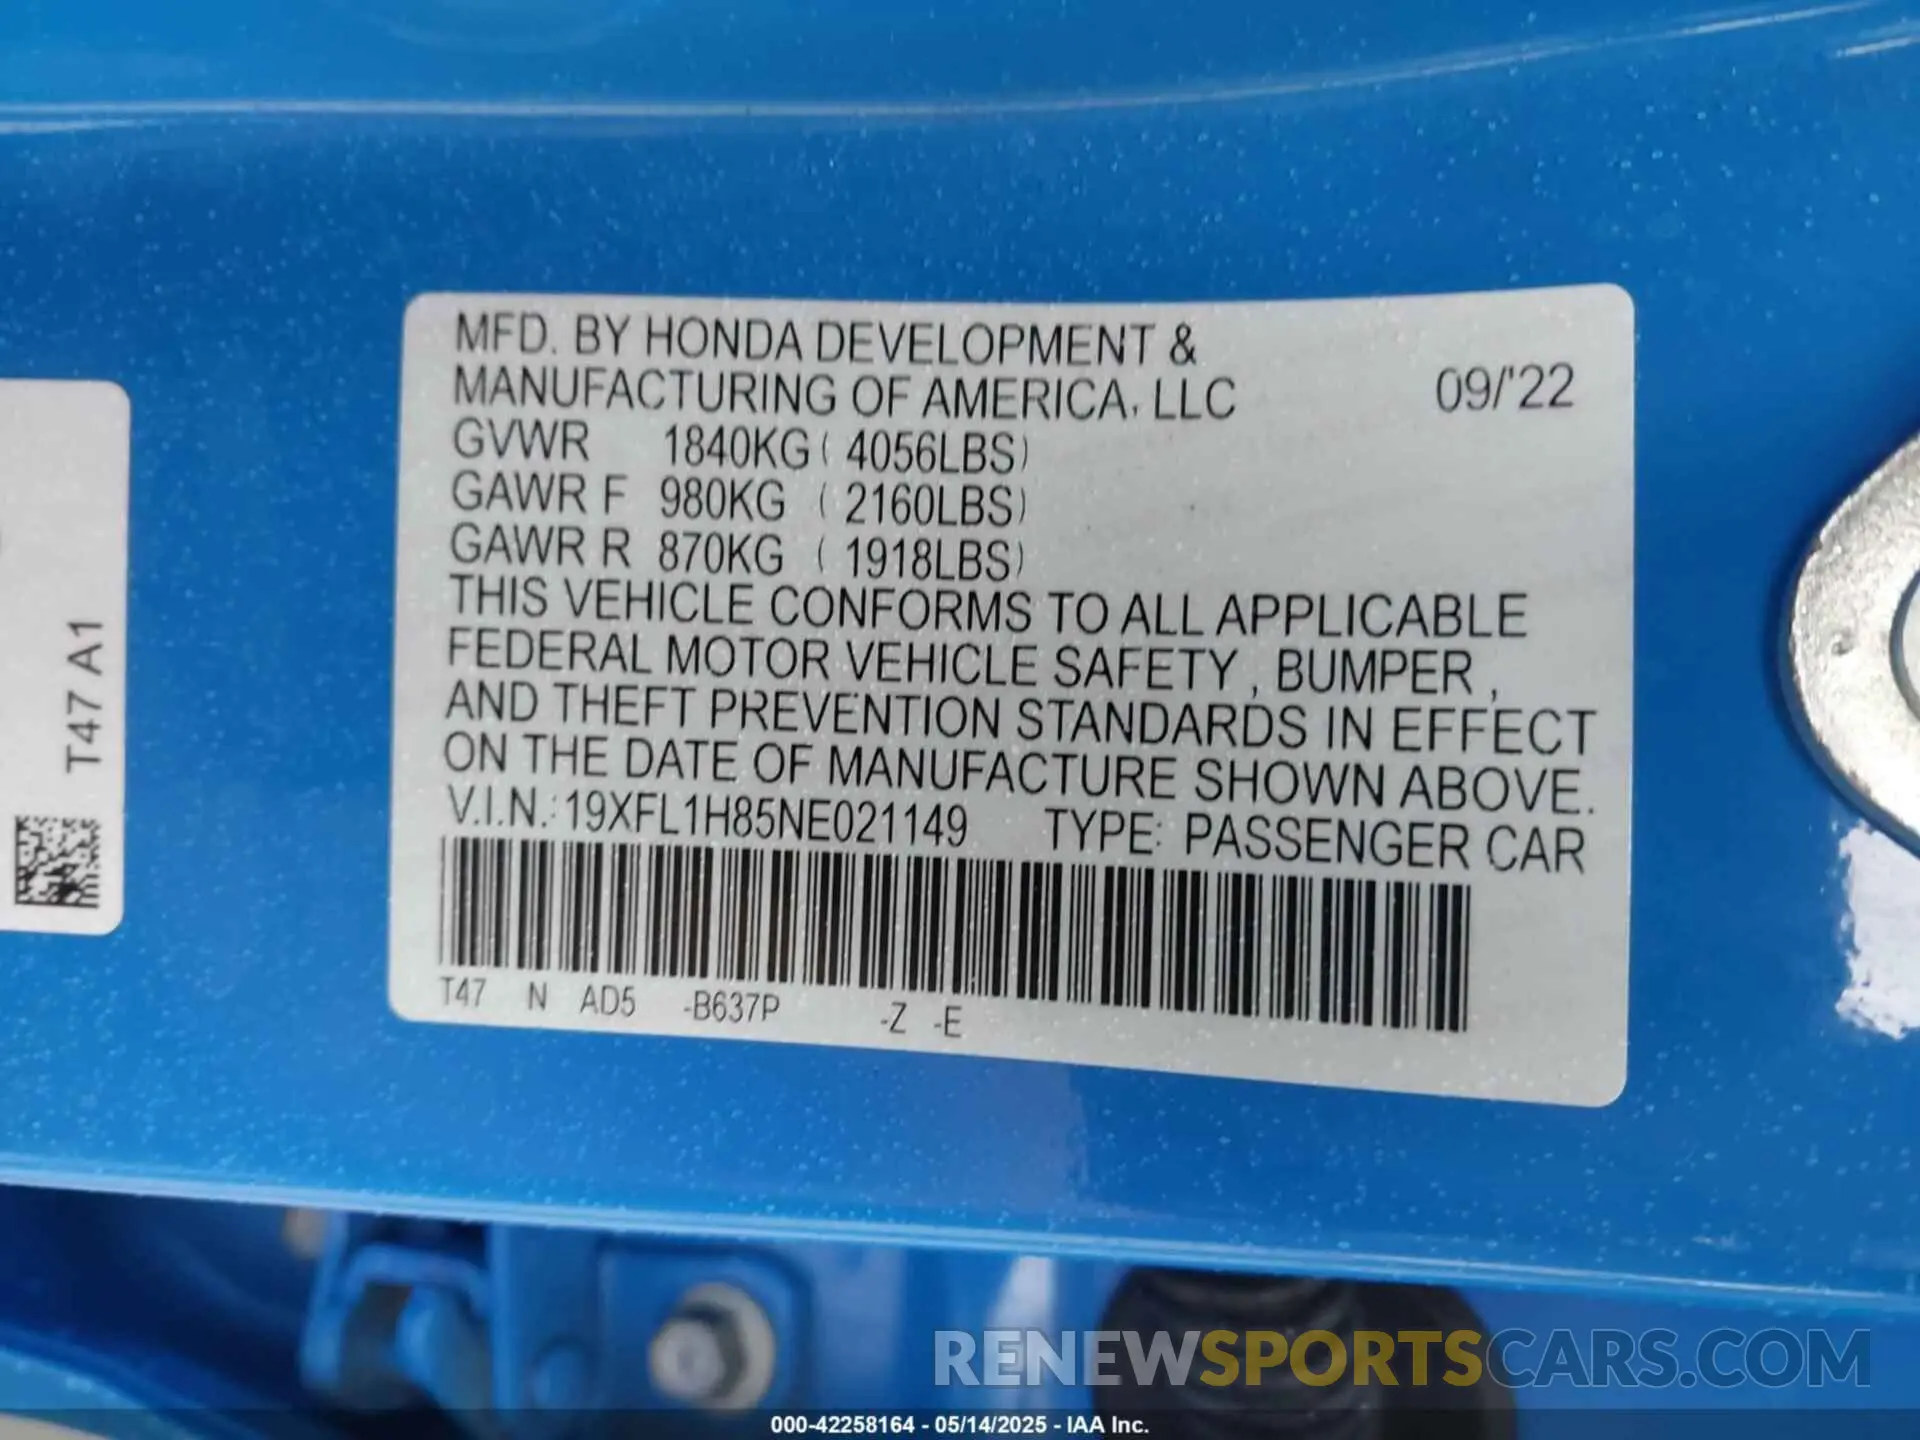 MFD. BY HONDA DEVELOPMENT &
MANUFACTURING OF AMERICA, LLC 09/'22
GVWR 1840KG ( 4056LBS)
GAWR F 980KG ( 2160LBS)
GAWR R 870KG ( 1918LBS)
THIS VEHICLE CONFORMS TO ALL APPLICABLE
FEDERAL MOTOR VEHICLE SAFETY , BUMPER ,
AND THEFT PREVENTION STANDARDS IN EFFECT
ON THE DATE OF MANUFACTURE SHOWN ABOVE.
V.I.N.: 19XFL1H85NE021149 TYPE: PASSENGER CAR
T47 N AD5 -B637P -Z -E
T47 A1
RENEWSPORTSCARS.COM
000-42258164 - 05/14/2025 - IAA Inc.